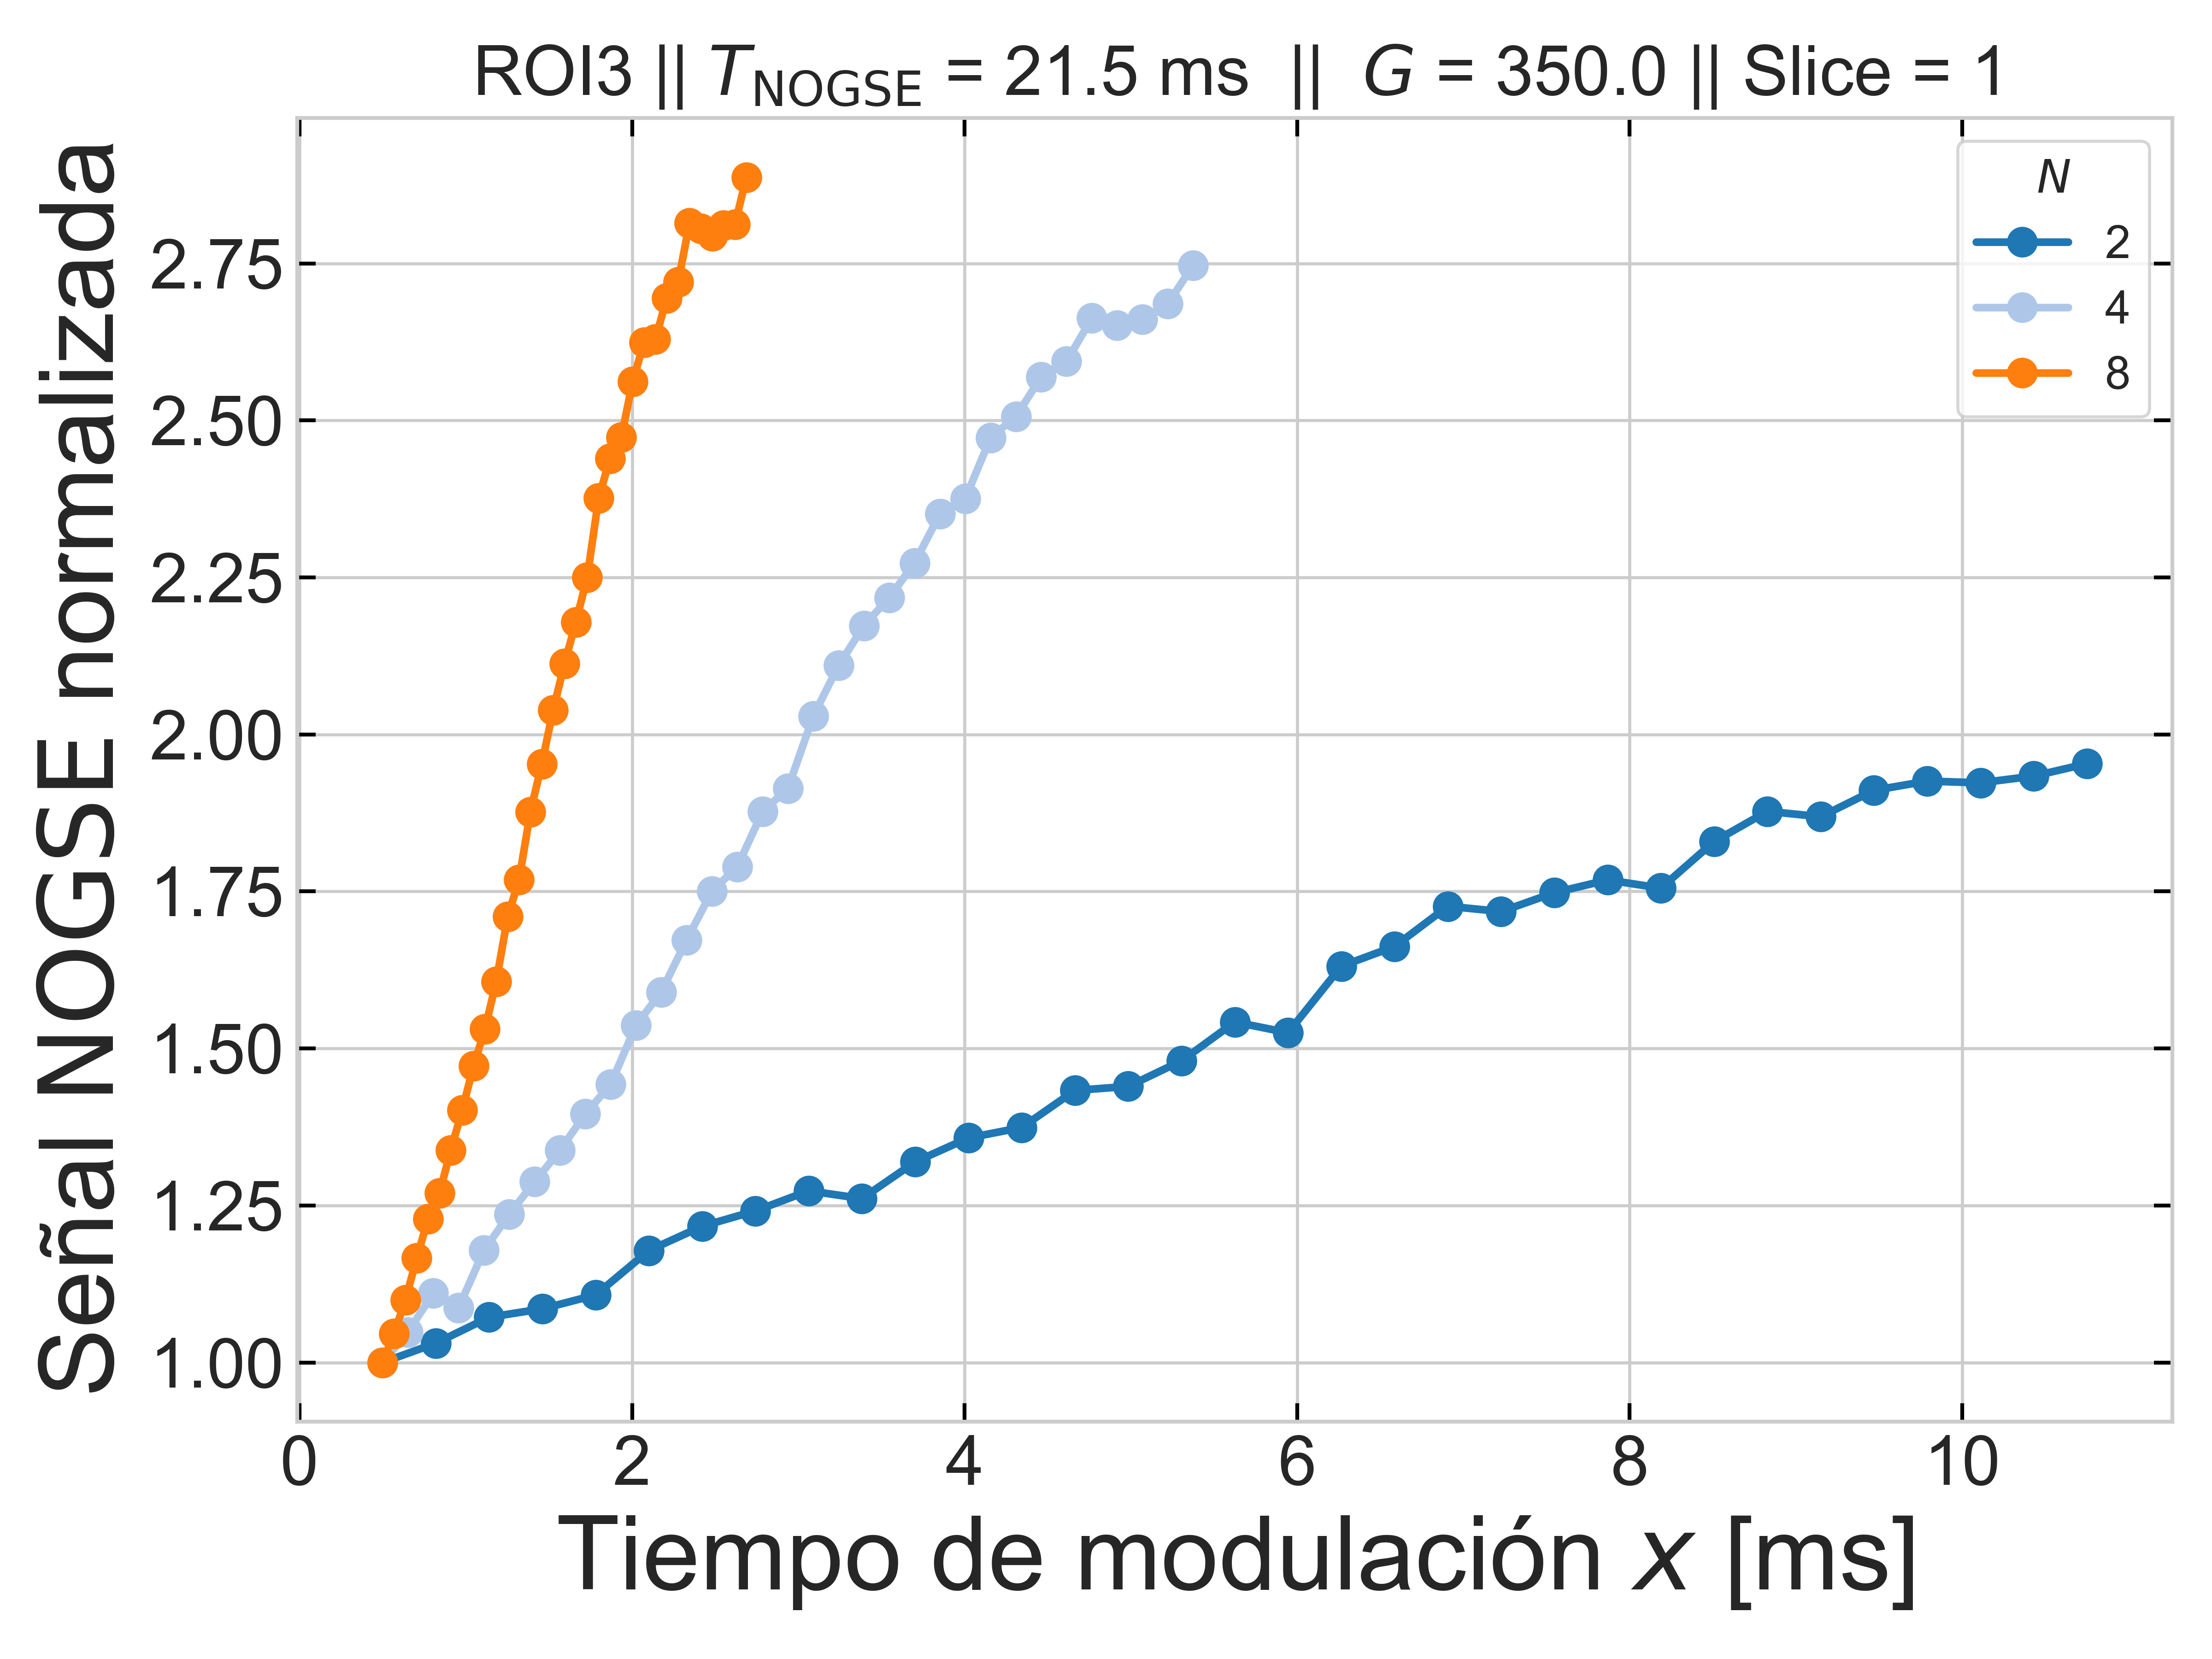 ROI3 || T_NOGSE = 21.5 ms || G = 350.0 || Slice = 1
Señal NOGSE normalizada
2.75
2.50
2.25
2.00
1.75
1.50
1.25
1.00
N
2
4
8
0 2 4 6 8 10
Tiempo de modulación x [ms]